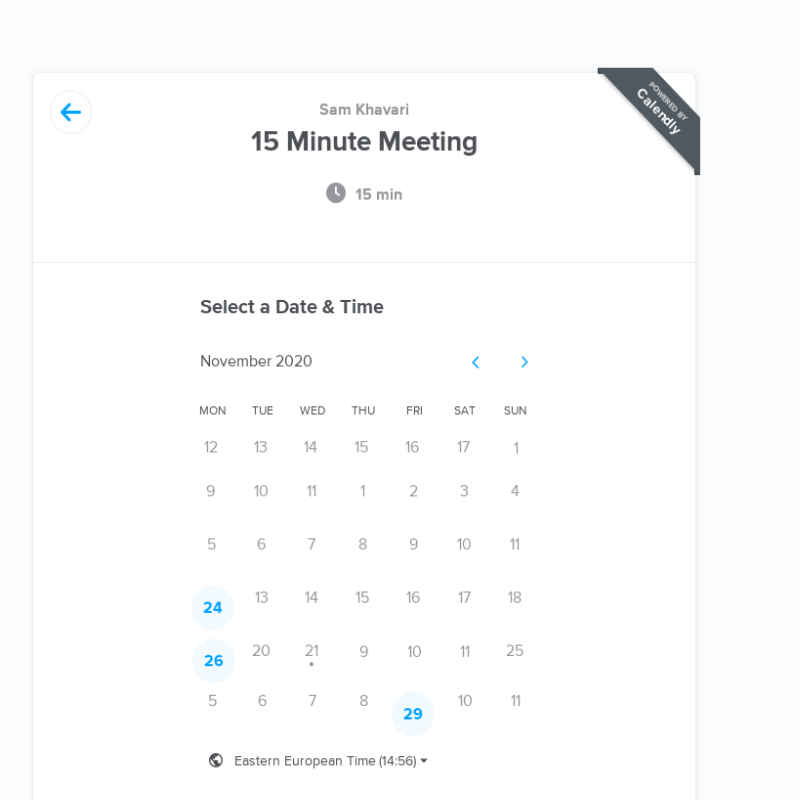 POWERED BY
Calendly
Sam Khavari
15 Minute Meeting
15 min
Select a Date & Time
November 2020
MON TUE WED THU FRI SAT SUN
12 13 14 15 16 17 1
9 10 11 1 2 3 4
5 6 7 8 9 10 11
24 13 14 15 16 17 18
26 20 21 9 10 11 25
5 6 7 8 29 10 11
Eastern European Time (14:56)